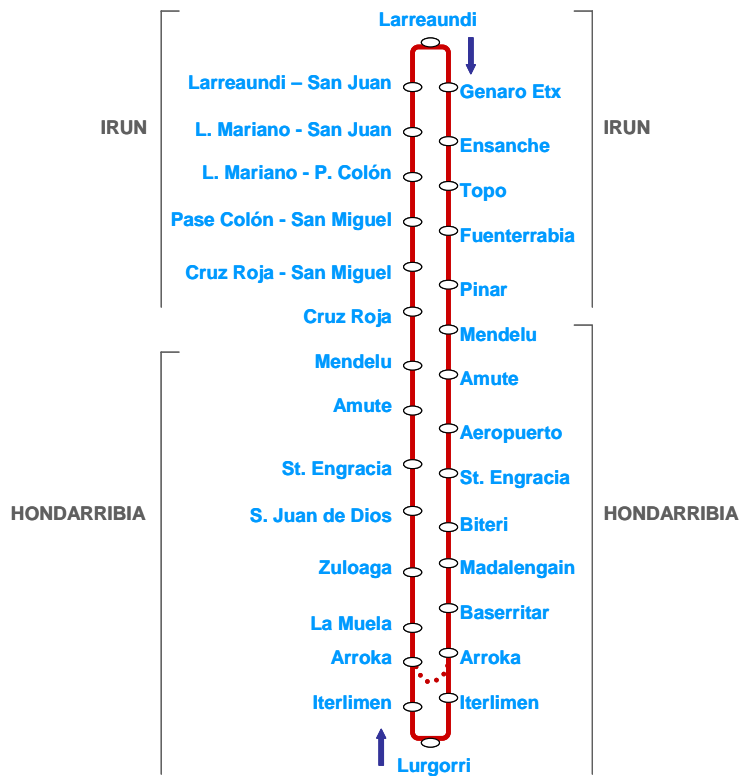 Larreaundi
Larreaundi – San Juan
Genaro Etx
IRUN
IRUN
L. Mariano - San Juan
Ensanche
L. Mariano - P. Colón
Topo
Pase Colón - San Miguel
Fuenterrabia
Cruz Roja - San Miguel
Pinar
Cruz Roja
Mendelu
Mendelu
Amute
Amute
Aeropuerto
St. Engracia
St. Engracia
HONDARRIBIA
S. Juan de Dios
HONDARRIBIA
Biteri
Zuloaga
Madalengain
Baserritar
La Muela
Arroka
Arroka
Iterlimen
Iterlimen
Lurgorri